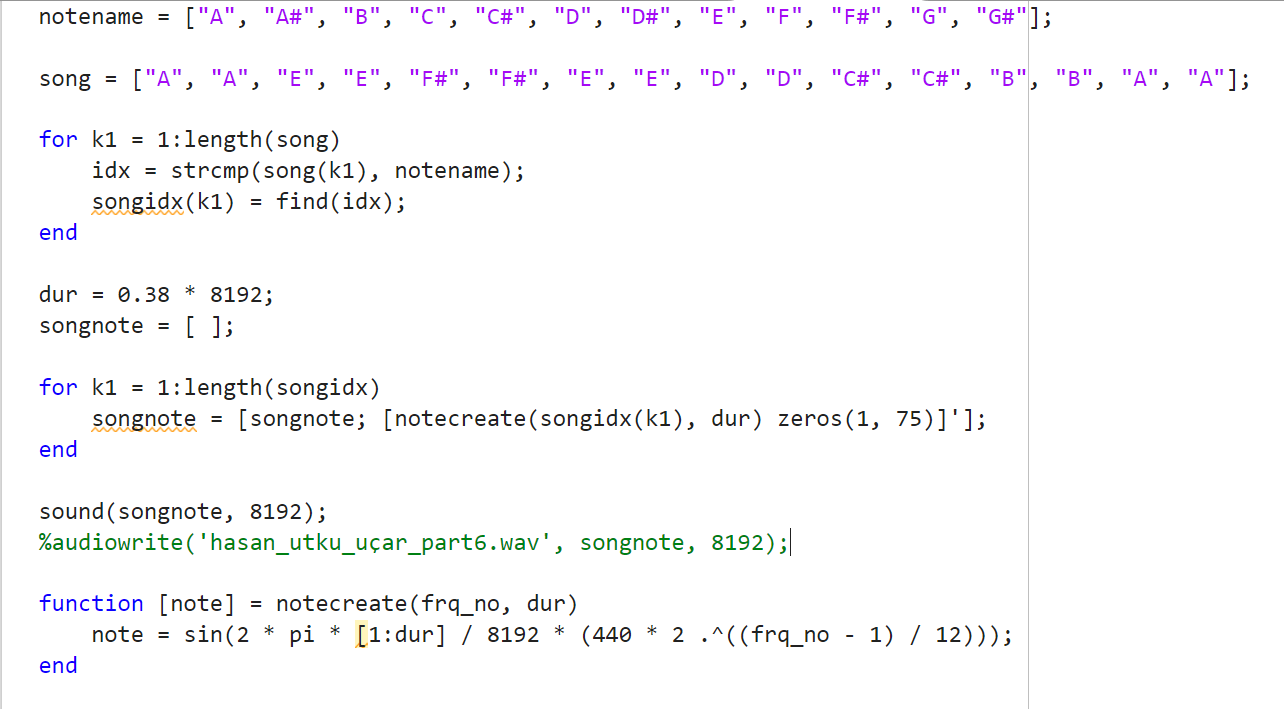 notename = ["A", "A#", "B", "C", "C#", "D", "D#", "E", "F", "F#", "G", "G#"];
song = ["A", "A", "E", "E", "F#", "F#", "E", "E", "D", "D", "C#", "C#", "B", "B", "A", "A"];
for k1 = 1:length(song)
    idx = strcmp(song(k1), notename);
    songidx(k1) = find(idx);
end
dur = 0.38 * 8192;
songnote = [ ];
for k1 = 1:length(songidx)
    songnote = [songnote; [notecreate(songidx(k1), dur) zeros(1, 75)]'];
end
sound(songnote, 8192);
%audiowrite('hasan_utku_uçar_part6.wav', songnote, 8192);
function [note] = notecreate(frq_no, dur)
    note = sin(2 * pi * [1:dur] / 8192 * (440 * 2 .^((frq_no - 1) / 12)));
end